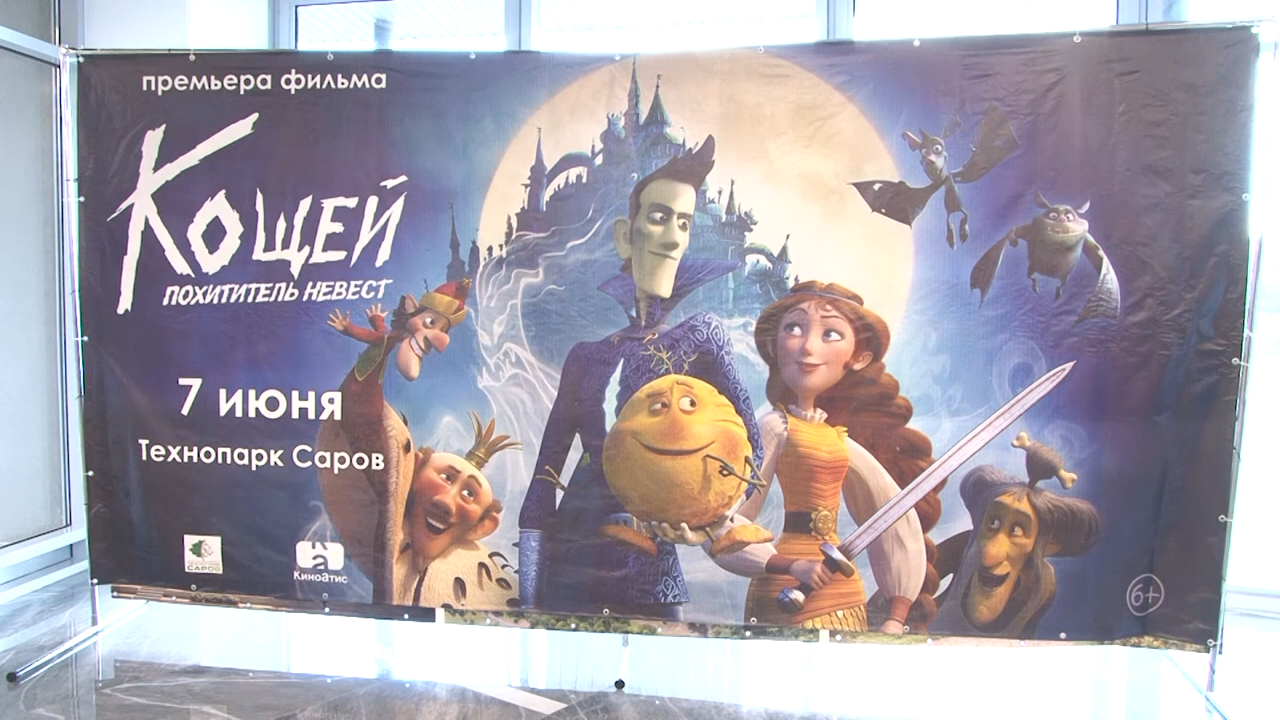 премьера фильма
Кощей
похититель невест
7 июня
Технопарк Саров
САРОВ
КиноАтис
6+